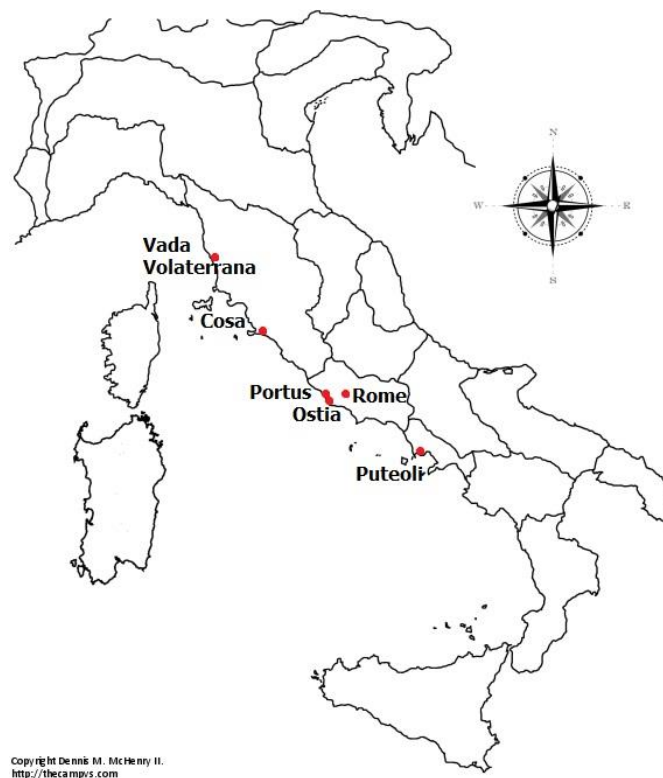 N
W
E
S
Vada
Volaterrana
Cosa
Portus
Rome
Ostia
Puteoli
Copyright Dennis M. McHenry II.
http://thecampvs.com